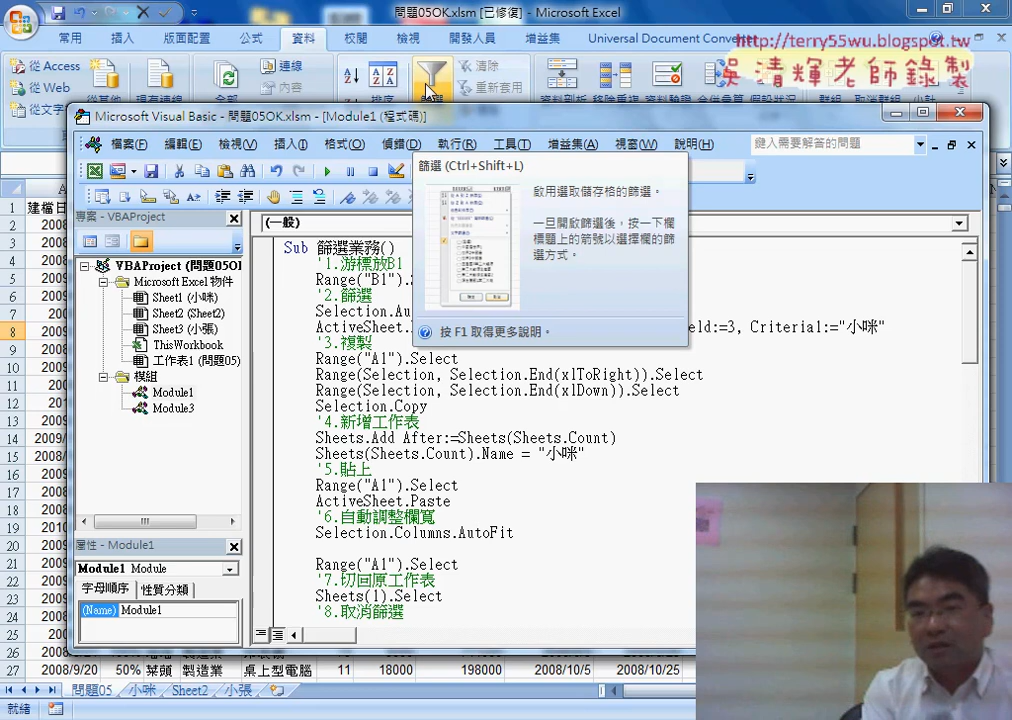 問題05OK.xlsm [已修復] - Microsoft Excel
常用 插入 版面配置 公式 資料 校閱 檢視 開發人員 增益集 Universal Document Conve
http://terry55wu.blogspot.tw
吳清輝老師錄製
從 Access
從 Web
從文字
連線
內容
清除
重新套用
Microsoft Visual Basic - 問題05OK.xlsm - [Module1 (程式碼)]
檔案(F) 編輯(E) 檢視(V) 插入(I) 格式(O) 偵錯(D) 執行(R) 工具(T) 增益集(A) 視窗(W) 說明(H)
鍵入需要解答的問題
篩選 (Ctrl+Shift+L)
啟用選取儲存格的篩選。
一旦開啟篩選後，按一下欄
標題上的箭號以選擇欄的篩
選方式。
按 F1 取得更多說明。
專案 - VBAProject
VBAProject (問題05OI
Microsoft Excel 物件
Sheet1 (小咪)
Sheet2 (Sheet2)
Sheet3 (小張)
ThisWorkbook
工作表1 (問題05)
模組
Module1
Module3
屬性 - Module1
Module1 Module
字母順序 性質分類
(Name) Module1
(一般)
Sub 篩選業務()
'1.游標放B1
Range("B1").
'2.篩選
Selection.Au
ActiveSheet. eld:=3, Criteria1:="小咪"
'3.複製
Range("A1").Select
Range(Selection, Selection.End(xlToRight)).Select
Range(Selection, Selection.End(xlDown)).Select
Selection.Copy
'4.新增工作表
Sheets.Add After:=Sheets(Sheets.Count)
Sheets(Sheets.Count).Name = "小咪"
'5.貼上
Range("A1").Select
ActiveSheet.Paste
'6.自動調整欄寬
Selection.Columns.AutoFit
Range("A1").Select
'7.切回原工作表
Sheets(1).Select
'8.取消篩選
建檔日
27 2008/9/20 50% 菜頭 製造業 桌上型電腦 11 18000 198000 2008/10/5 2008/10/25
問題05 小咪 Sheet2 小張
就緒